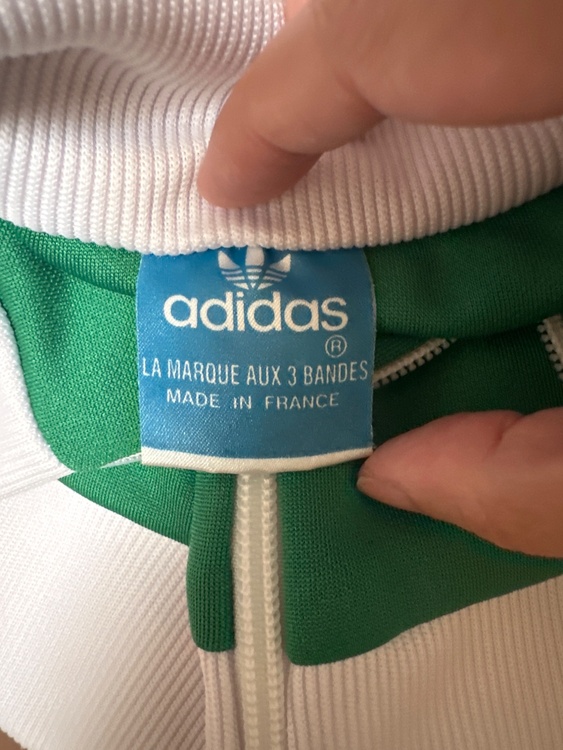 adidas
®
LA MARQUE AUX 3 BANDES
MADE IN FRANCE